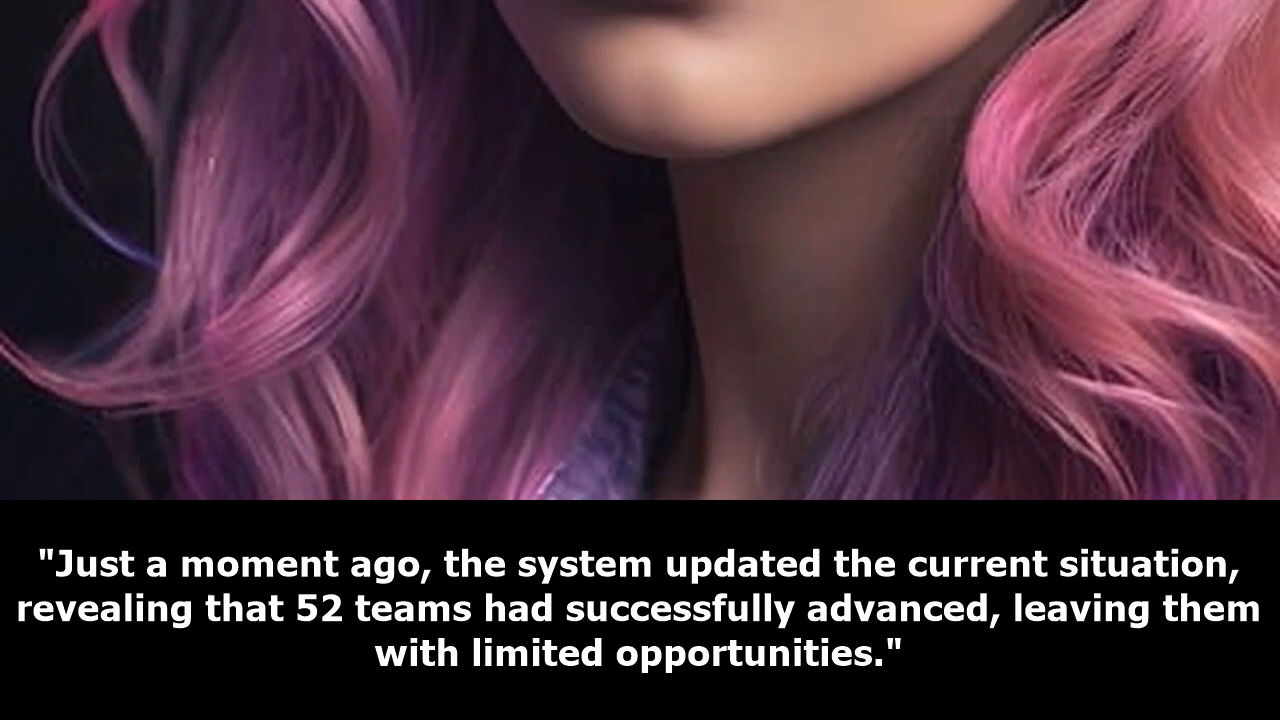 "Just a moment ago, the system updated the current situation,
revealing that 52 teams had successfully advanced, leaving them
with limited opportunities."